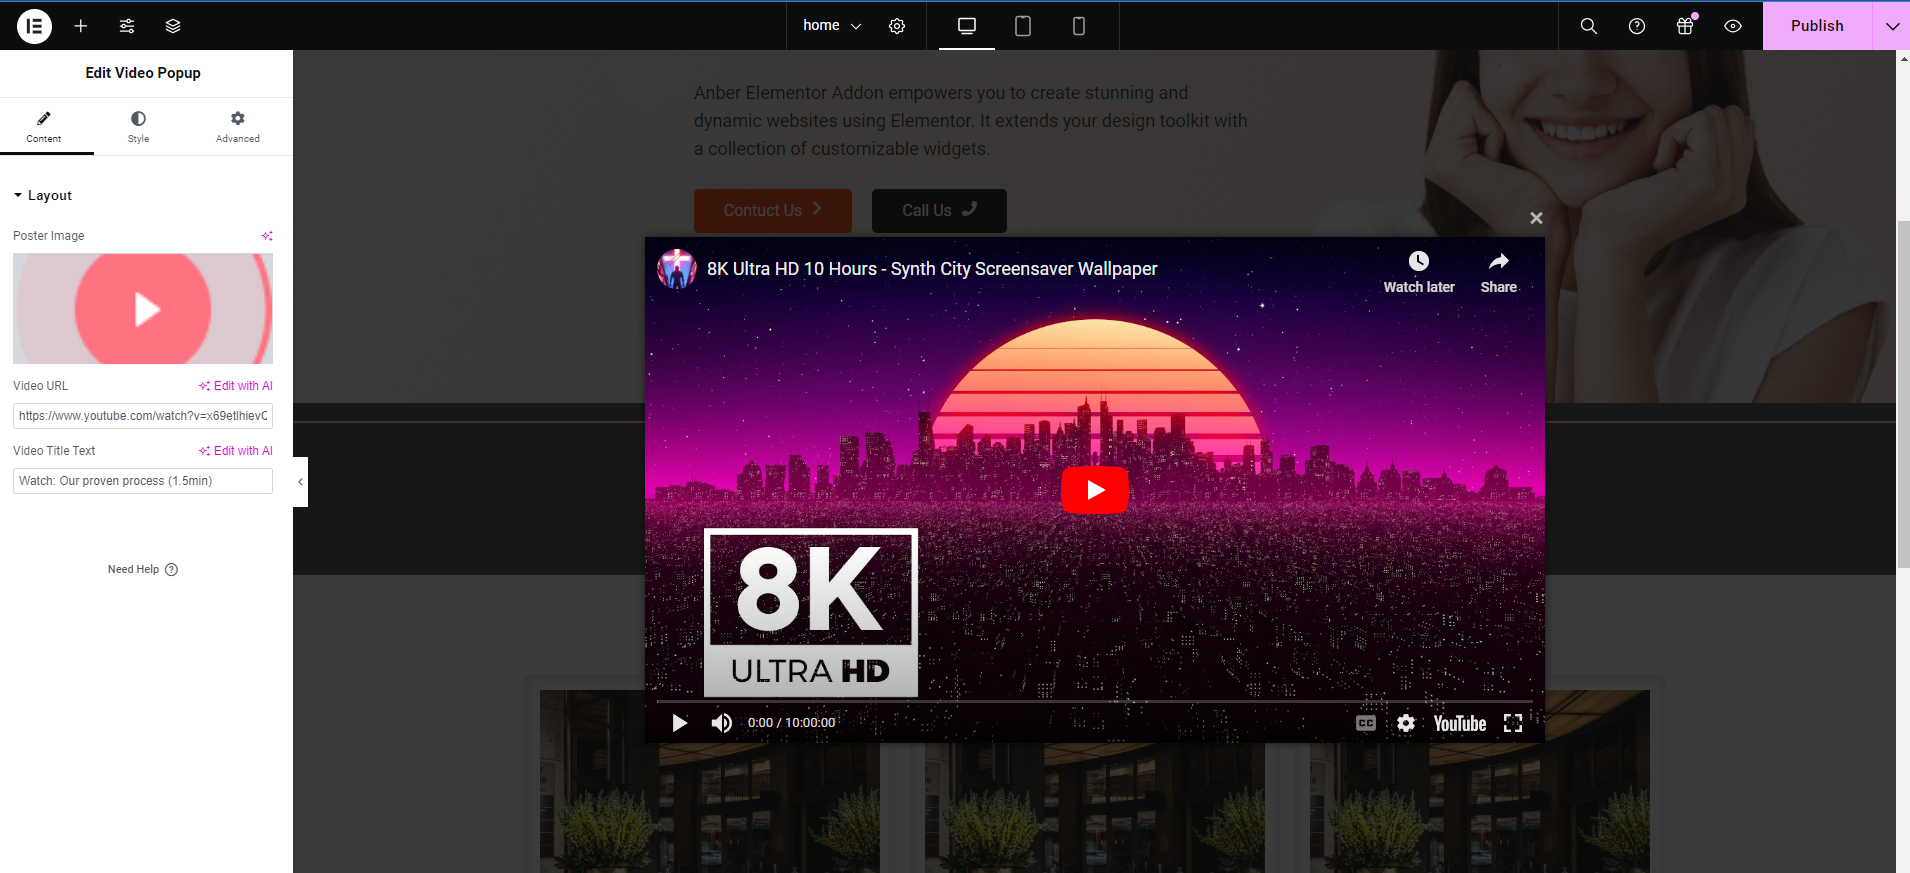 home
Publish
Edit Video Popup
Content
Style
Advanced
Layout
Poster Image
Video URL
Edit with AI
https://www.youtube.com/watch?v=x69etlhievC
Video Title Text
Edit with AI
Watch: Our proven process (1.5min)
Need Help
Anber Elementor Addon empowers you to create stunning and
dynamic websites using Elementor. It extends your design toolkit with
a collection of customizable widgets.
Contuct Us
Call Us
8K Ultra HD 10 Hours - Synth City Screensaver Wallpaper
Watch later
Share
8K
ULTRA HD
0:00 / 10:00:00
CC
YouTube